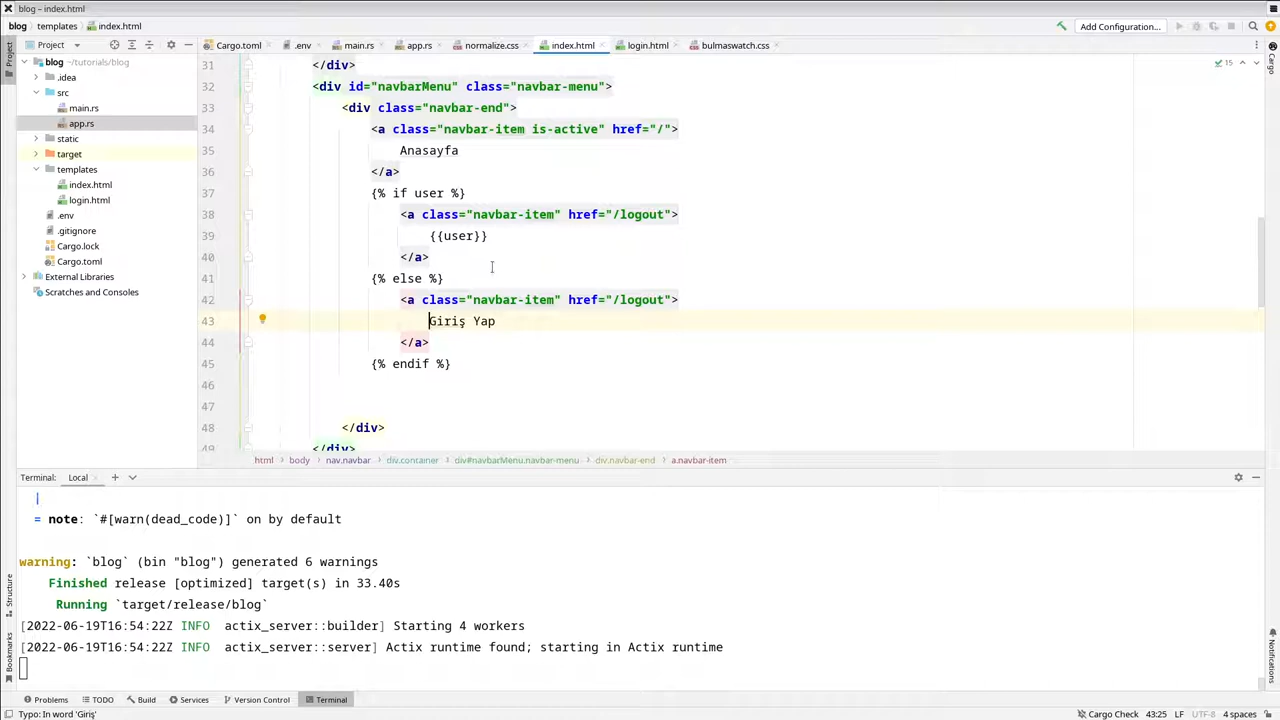 blog – index.html
blog templates index.html Add Configuration...
Project Cargo.toml .env main.rs app.rs normalize.css index.html login.html bulmaswatch.css
Project
Cargo
blog ~/tutorials/blog
.idea
src
main.rs
app.rs
static
target
templates
index.html
login.html
.env
.gitignore
Cargo.lock
Cargo.toml
External Libraries
Scratches and Consoles
15
31 </div>
32 <div id="navbarMenu" class="navbar-menu">
33 <div class="navbar-end">
34 <a class="navbar-item is-active" href="/">
35 Anasayfa
36 </a>
37 {% if user %}
38 <a class="navbar-item" href="/logout">
39 {{user}}
40 </a>
41 {% else %}
42 <a class="navbar-item" href="/logout">
43 Giriş Yap
44 </a>
45 {% endif %}
46
47
48 </div>
49 </div>
html body nav.navbar div.container div#navbarMenu.navbar-menu div.navbar-end a.navbar-item
Terminal: Local
|
= note: `#[warn(dead_code)]` on by default
warning: `blog` (bin "blog") generated 6 warnings
Finished release [optimized] target(s) in 33.40s
Running `target/release/blog`
[2022-06-19T16:54:22Z INFO actix_server::builder] Starting 4 workers
[2022-06-19T16:54:22Z INFO actix_server::server] Actix runtime found; starting in Actix runtime
Structure
Bookmarks
Notifications
Problems TODO Build Services Version Control Terminal
Typo: In word 'Giriş' Cargo Check 43:25 LF UTF-8 4 spaces